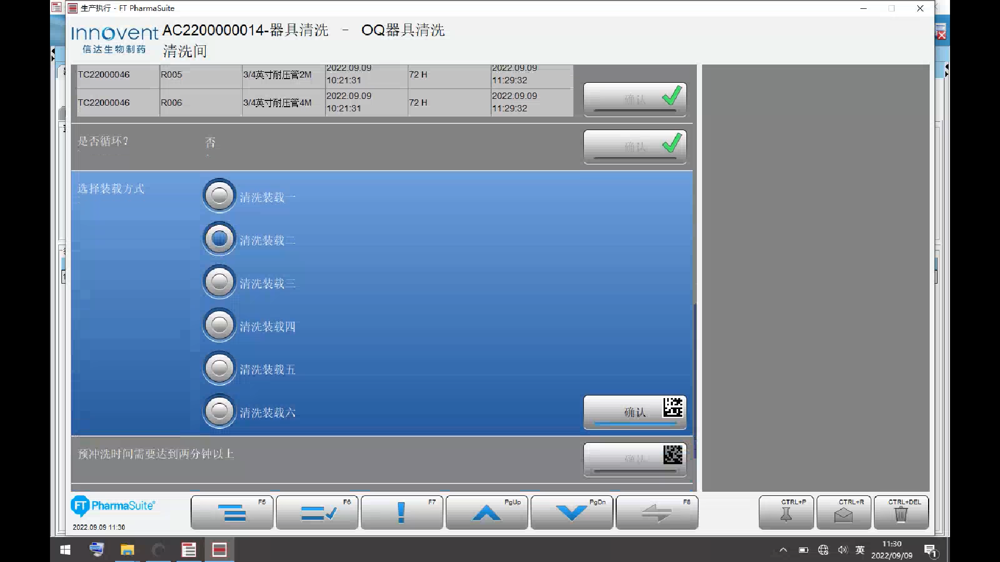 生产执行 - FT PharmaSuite
Innovent
信达生物制药
AC2200000014-器具清洗 - OQ器具清洗
清洗间
TC22000046 R005 3/4英寸耐压管2M 2022.09.09 10:21:31 72 H 2022.09.09 11:29:32
TC22000046 R006 3/4英寸耐压管4M 2022.09.09 10:21:31 72 H 2022.09.09 11:29:32
确认
是否循环? 否
确认
选择装载方式
清洗装载一
清洗装载二
清洗装载三
清洗装载四
清洗装载五
清洗装载六
确认
预冲洗时间需要达到两分钟以上
确认
FT PharmaSuite®
2022.09.09 11:30
F5 F6 F7 PgUp PgDn F8 CTRL+P CTRL+R CTRL+DEL
英
11:30
2022/09/09
1